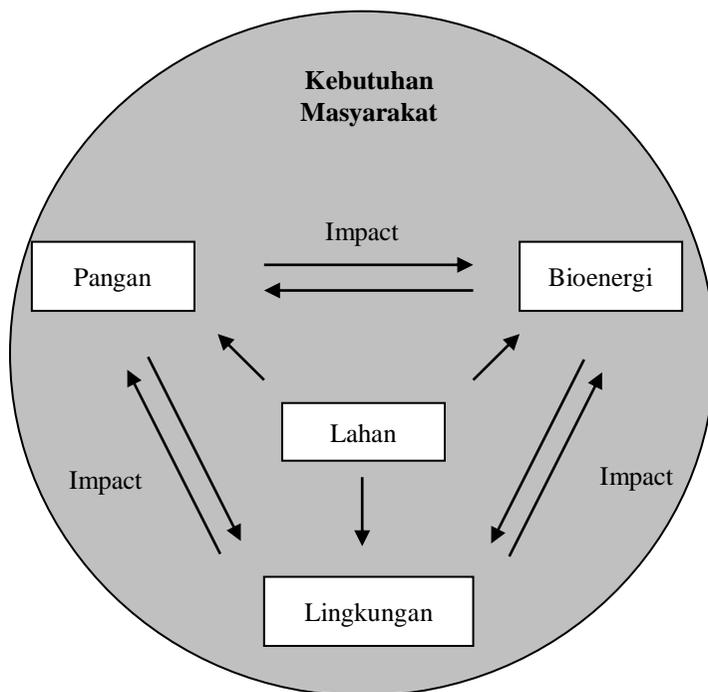 Kebutuhan
Masyarakat
Impact
Pangan
Bioenergi
Lahan
Impact
Impact
Lingkungan